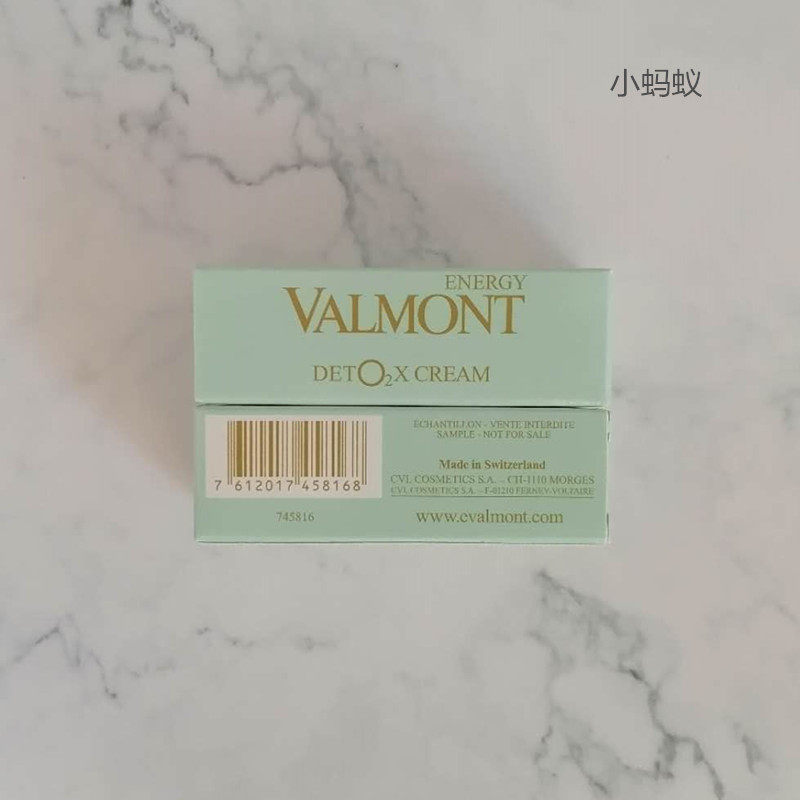 小蚂蚁
ENERGY
VALMONT
DETO₂X CREAM
ECHANTILLON - VENTE INTERDITE
SAMPLE - NOT FOR SALE
Made in Switzerland
CVL COSMETICS S.A. – CH-1110 MORGES
CVL COSMETICS S.A. – F-01210 FERNEY-VOLTAIRE
7 612017 458168
745816
www.evalmont.com